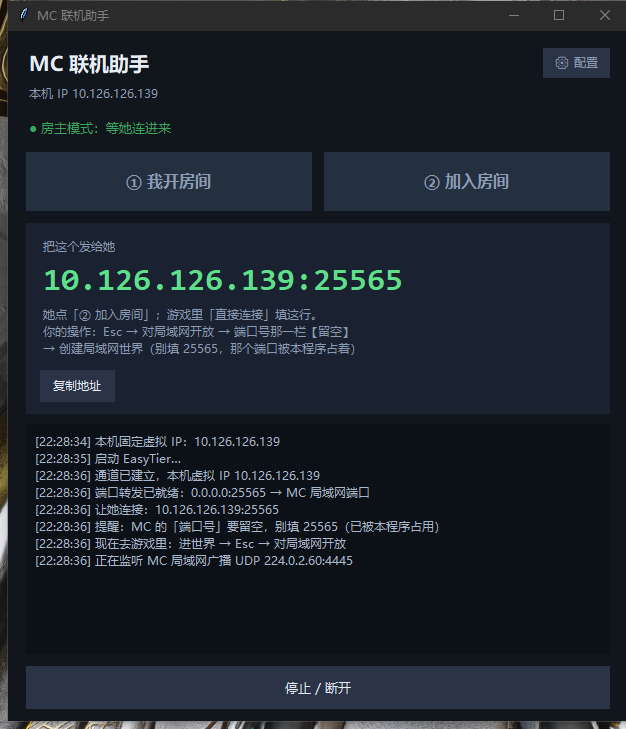 MC 联机助手
MC 联机助手
配置
本机 IP 10.126.126.139
● 房主模式：等她连进来
① 我开房间
② 加入房间
把这个发给她
10.126.126.139:25565
她点「② 加入房间」；游戏里「直接连接」填这行。
你的操作：Esc → 对局域网开放 → 端口号那一栏【留空】
→ 创建局域网世界（别填 25565，那个端口被本程序占着）
复制地址
[22:28:34] 本机固定虚拟 IP：10.126.126.139
[22:28:35] 启动 EasyTier…
[22:28:36] 通道已建立，本机虚拟 IP 10.126.126.139
[22:28:36] 端口转发已就绪：0.0.0.0:25565 → MC 局域网端口
[22:28:36] 让她连接：10.126.126.139:25565
[22:28:36] 提醒：MC 的「端口号」要留空，别填 25565（已被本程序占用）
[22:28:36] 现在去游戏里：进世界 → Esc → 对局域网开放
[22:28:36] 正在监听 MC 局域网广播 UDP 224.0.2.60:4445
停止 / 断开